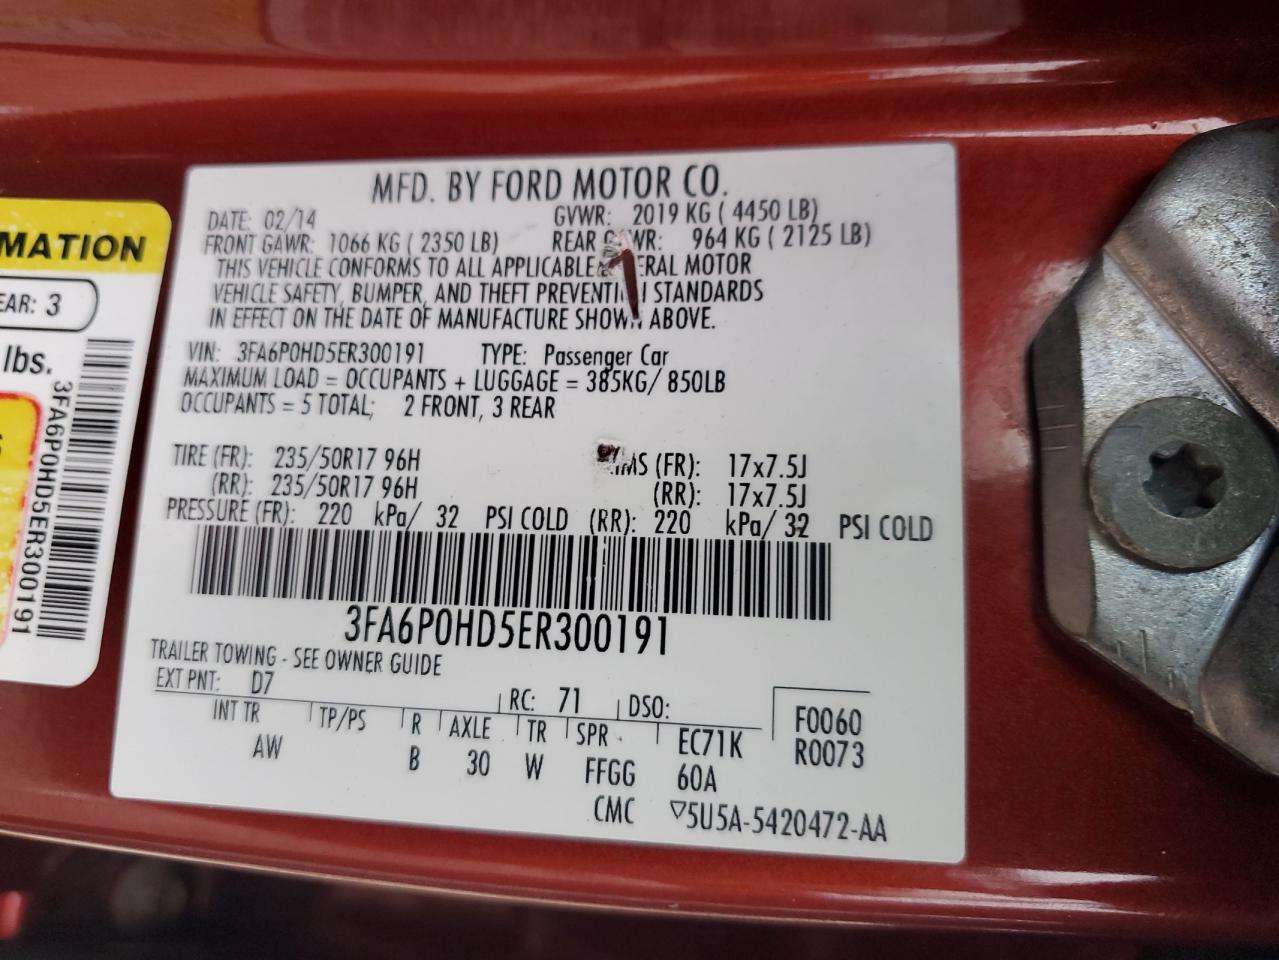 MFD. BY FORD MOTOR CO.
DATE: 02/14 GVWR: 2019 KG ( 4450 LB)
FRONT GAWR: 1066 KG ( 2350 LB) REAR WR: 964 KG ( 2125 LB)
THIS VEHICLE CONFORMS TO ALL APPLICABLE ERAL MOTOR
VEHICLE SAFETY, BUMPER, AND THEFT PREVENTI STANDARDS
IN EFFECT ON THE DATE OF MANUFACTURE SHOWN ABOVE.
VIN: 3FA6P0HD5ER300191 TYPE: Passenger Car
MAXIMUM LOAD = OCCUPANTS + LUGGAGE = 385KG/ 850LB
OCCUPANTS = 5 TOTAL; 2 FRONT, 3 REAR
TIRE (FR): 235/50R17 96H RIMS (FR): 17x7.5J
(RR): 235/50R17 96H (RR): 17x7.5J
PRESSURE (FR): 220 kPa/ 32 PSI COLD (RR): 220 kPa/ 32 PSI COLD
3FA6P0HD5ER300191
TRAILER TOWING - SEE OWNER GUIDE
EXT PNT: D7 RC: 71 DSO:
INT TR TP/PS R AXLE TR SPR EC71K F0060
AW B 30 W FFGG 60A R0073
CMC ▽5U5A-5420472-AA
MATION
EAR: 3
lbs.
3FA6P0HD5ER300191